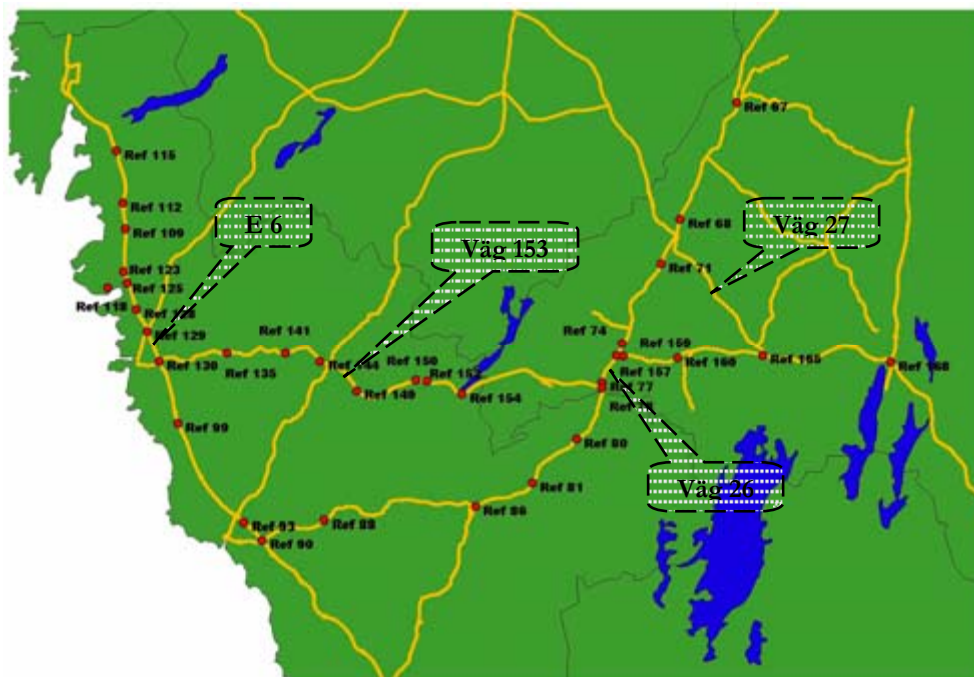 Ref 67
Ref 115
Ref 112
Ref 68
E 6
Väg 27
Ref 109
Väg 153
Ref 71
Ref 123
Ref 125
Ref 118
Ref 129
Ref 74
Ref 141
Ref 159
Ref 150
Ref 130
Ref 135
Ref 144
Ref 160
Ref 165
Ref 168
Ref 157
Ref 152
Ref 77
Ref 149
Ref 154
Ref 99
Ref 80
Väg 26
Ref 81
Ref 86
Ref 93
Ref 88
Ref 90